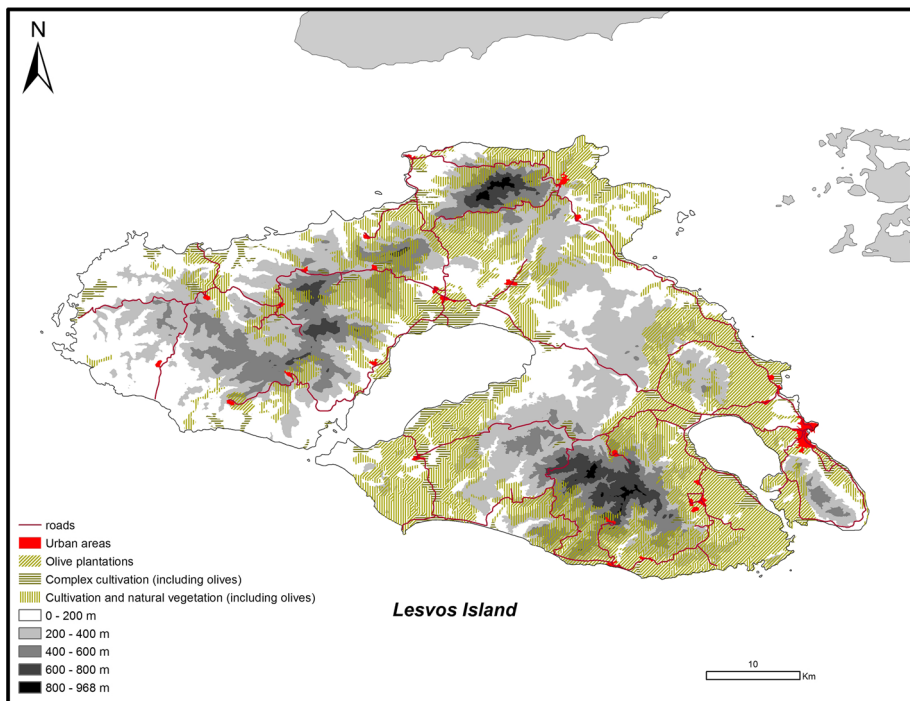 N
roads
Urban areas
Olive plantations
Complex cultivation (including olives)
Cultivation and natural vegetation (including olives)
0 - 200 m
200 - 400 m
400 - 600 m
600 - 800 m
800 - 968 m
Lesvos Island
10
Km